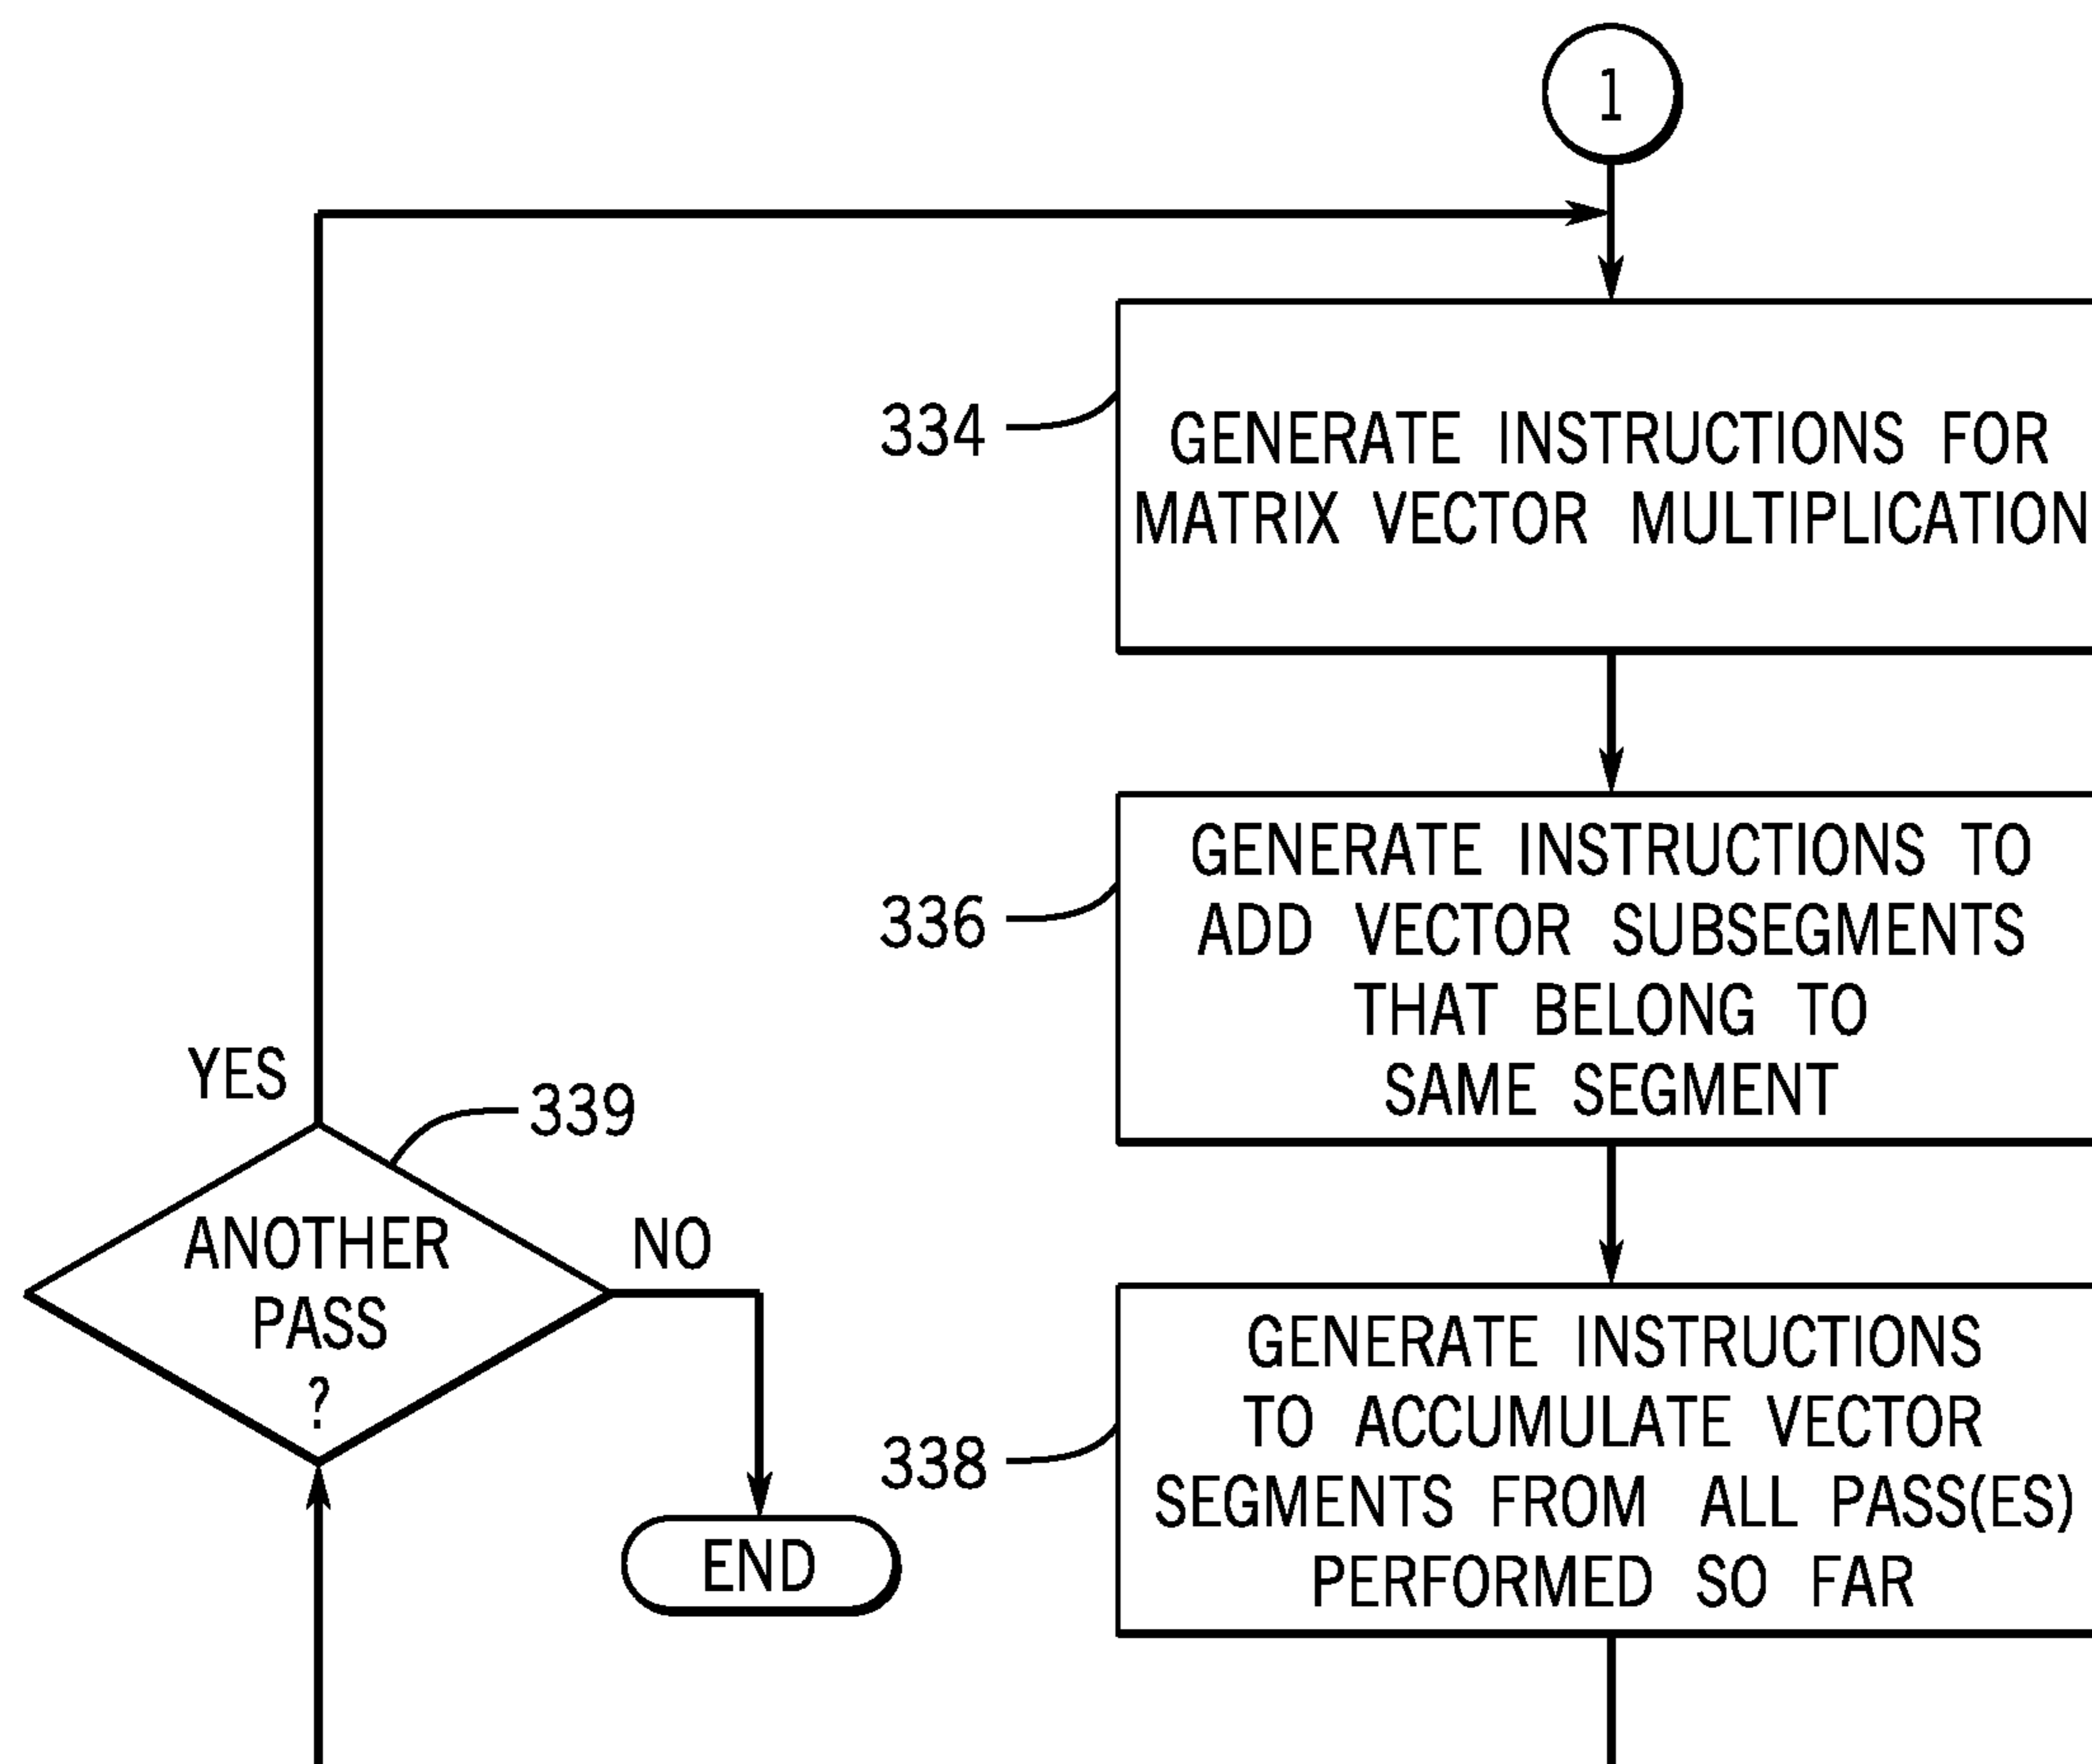 1
334
GENERATE INSTRUCTIONS FOR
MATRIX VECTOR MULTIPLICATION
336
GENERATE INSTRUCTIONS TO
ADD VECTOR SUBSEGMENTS
THAT BELONG TO
SAME SEGMENT
338
GENERATE INSTRUCTIONS
TO ACCUMULATE VECTOR
SEGMENTS FROM ALL PASS(ES)
PERFORMED SO FAR
YES
339
ANOTHER
PASS
?
NO
END